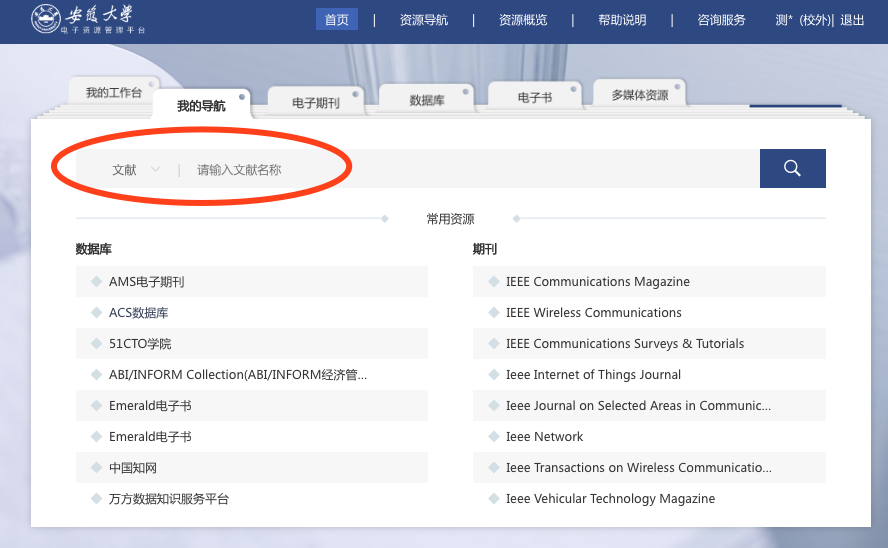 安徽大学
电子资源管理平台
首页 | 资源导航 | 资源概览 | 帮助说明 | 咨询服务 测* (校外)| 退出
我的工作台 我的导航 电子期刊 数据库 电子书 多媒体资源
文献 | 请输入文献名称
常用资源
数据库
AMS电子期刊
ACS数据库
51CTO学院
ABI/INFORM Collection(ABI/INFORM经济管...
Emerald电子书
Emerald电子书
中国知网
万方数据知识服务平台
期刊
IEEE Communications Magazine
IEEE Wireless Communications
IEEE Communications Surveys & Tutorials
Ieee Internet of Things Journal
Ieee Journal on Selected Areas in Communic...
Ieee Network
Ieee Transactions on Wireless Communicatio...
Ieee Vehicular Technology Magazine